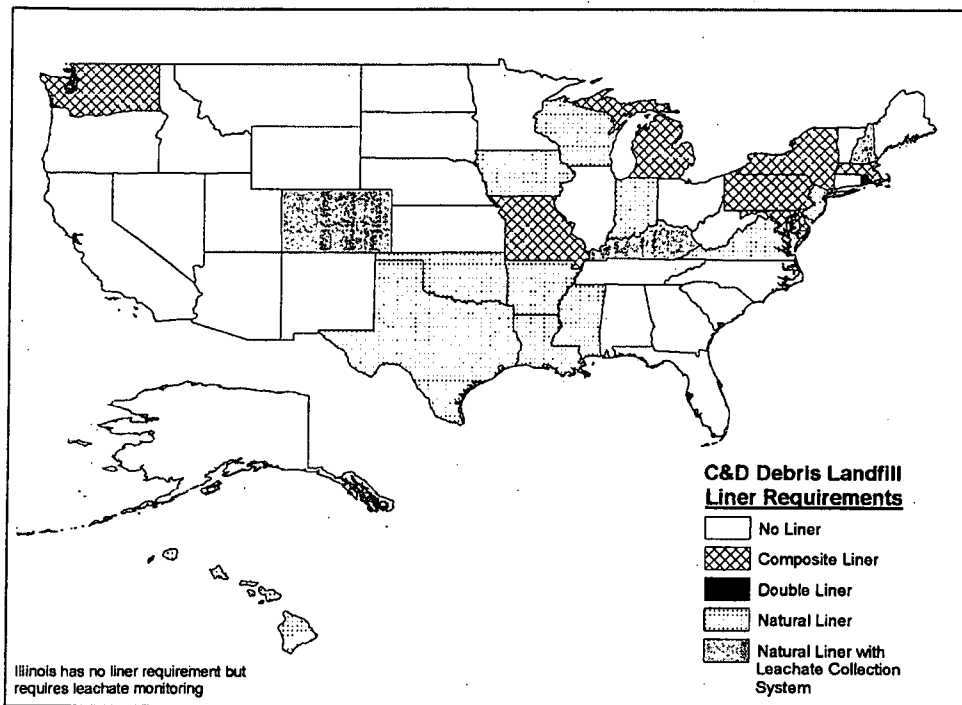 C&D Debris Landfill
Liner Requirements
No Liner
Composite Liner
Double Liner
Natural Liner
Natural Liner with
Leachate Collection
System
Illinois has no liner requirement but
requires leachate monitoring